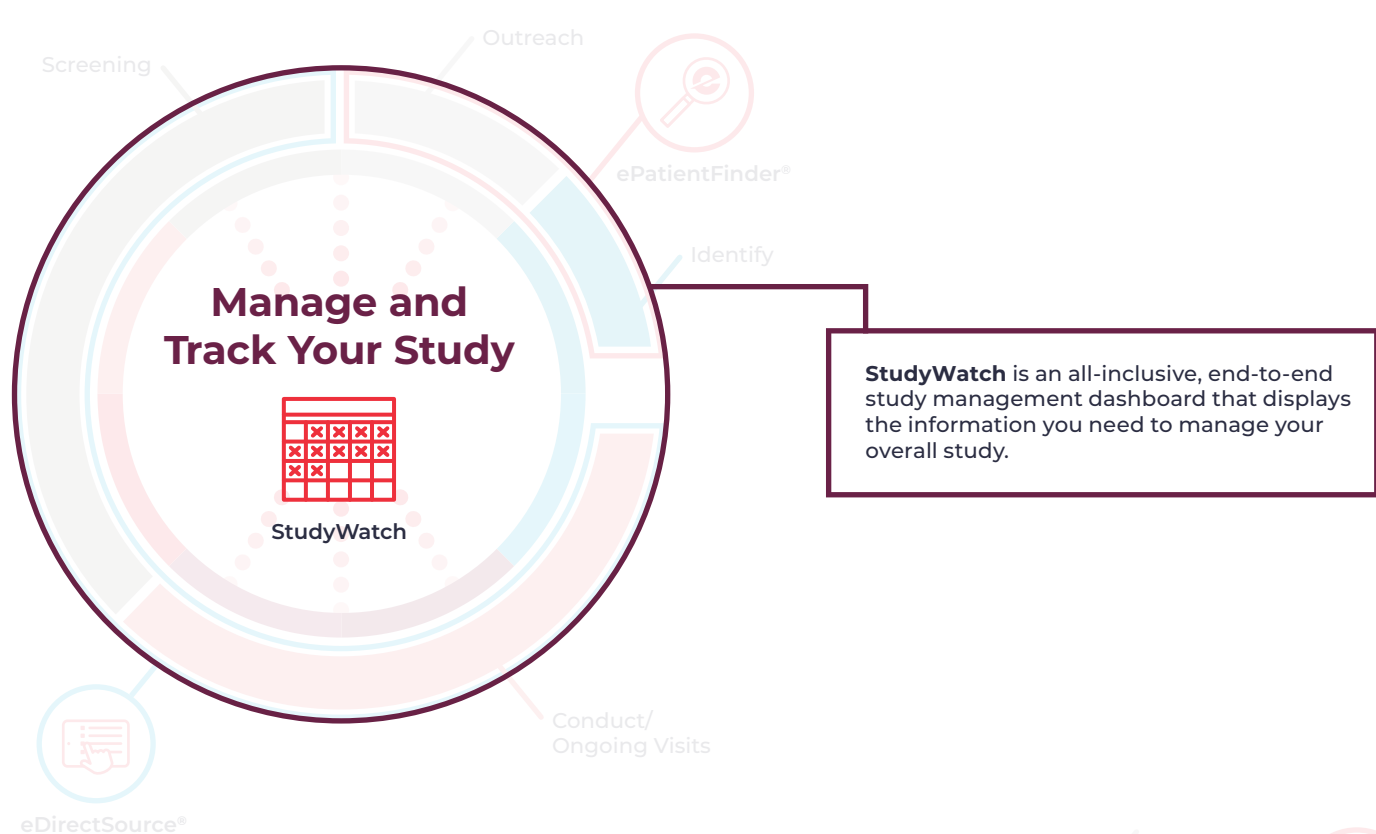 Outreach
Screening
ePatientFinder®
Identify
Manage and
Track Your Study
StudyWatch
StudyWatch is an all-inclusive, end-to-end
study management dashboard that displays
the information you need to manage your
overall study.
Conduct/
Ongoing Visits
eDirectSource®